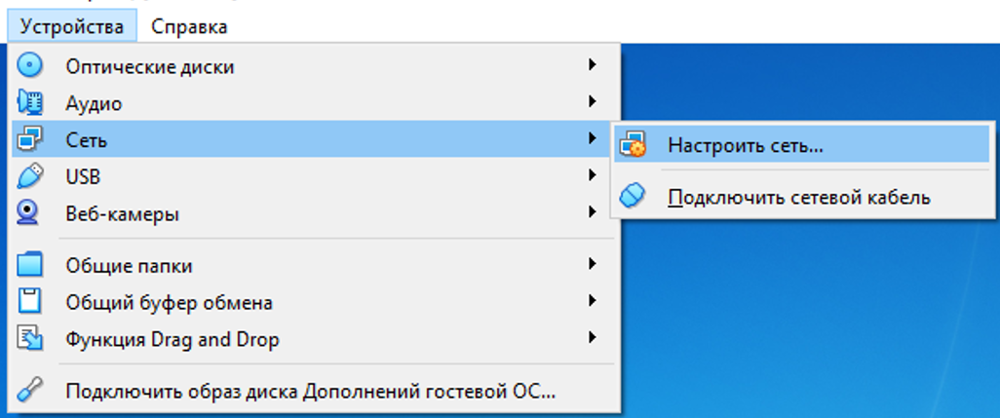 Устройства Справка
Оптические диски
Аудио
Сеть
Настроить сеть...
USB
Подключить сетевой кабель
Веб-камеры
Общие папки
Общий буфер обмена
Функция Drag and Drop
Подключить образ диска Дополнений гостевой ОС...